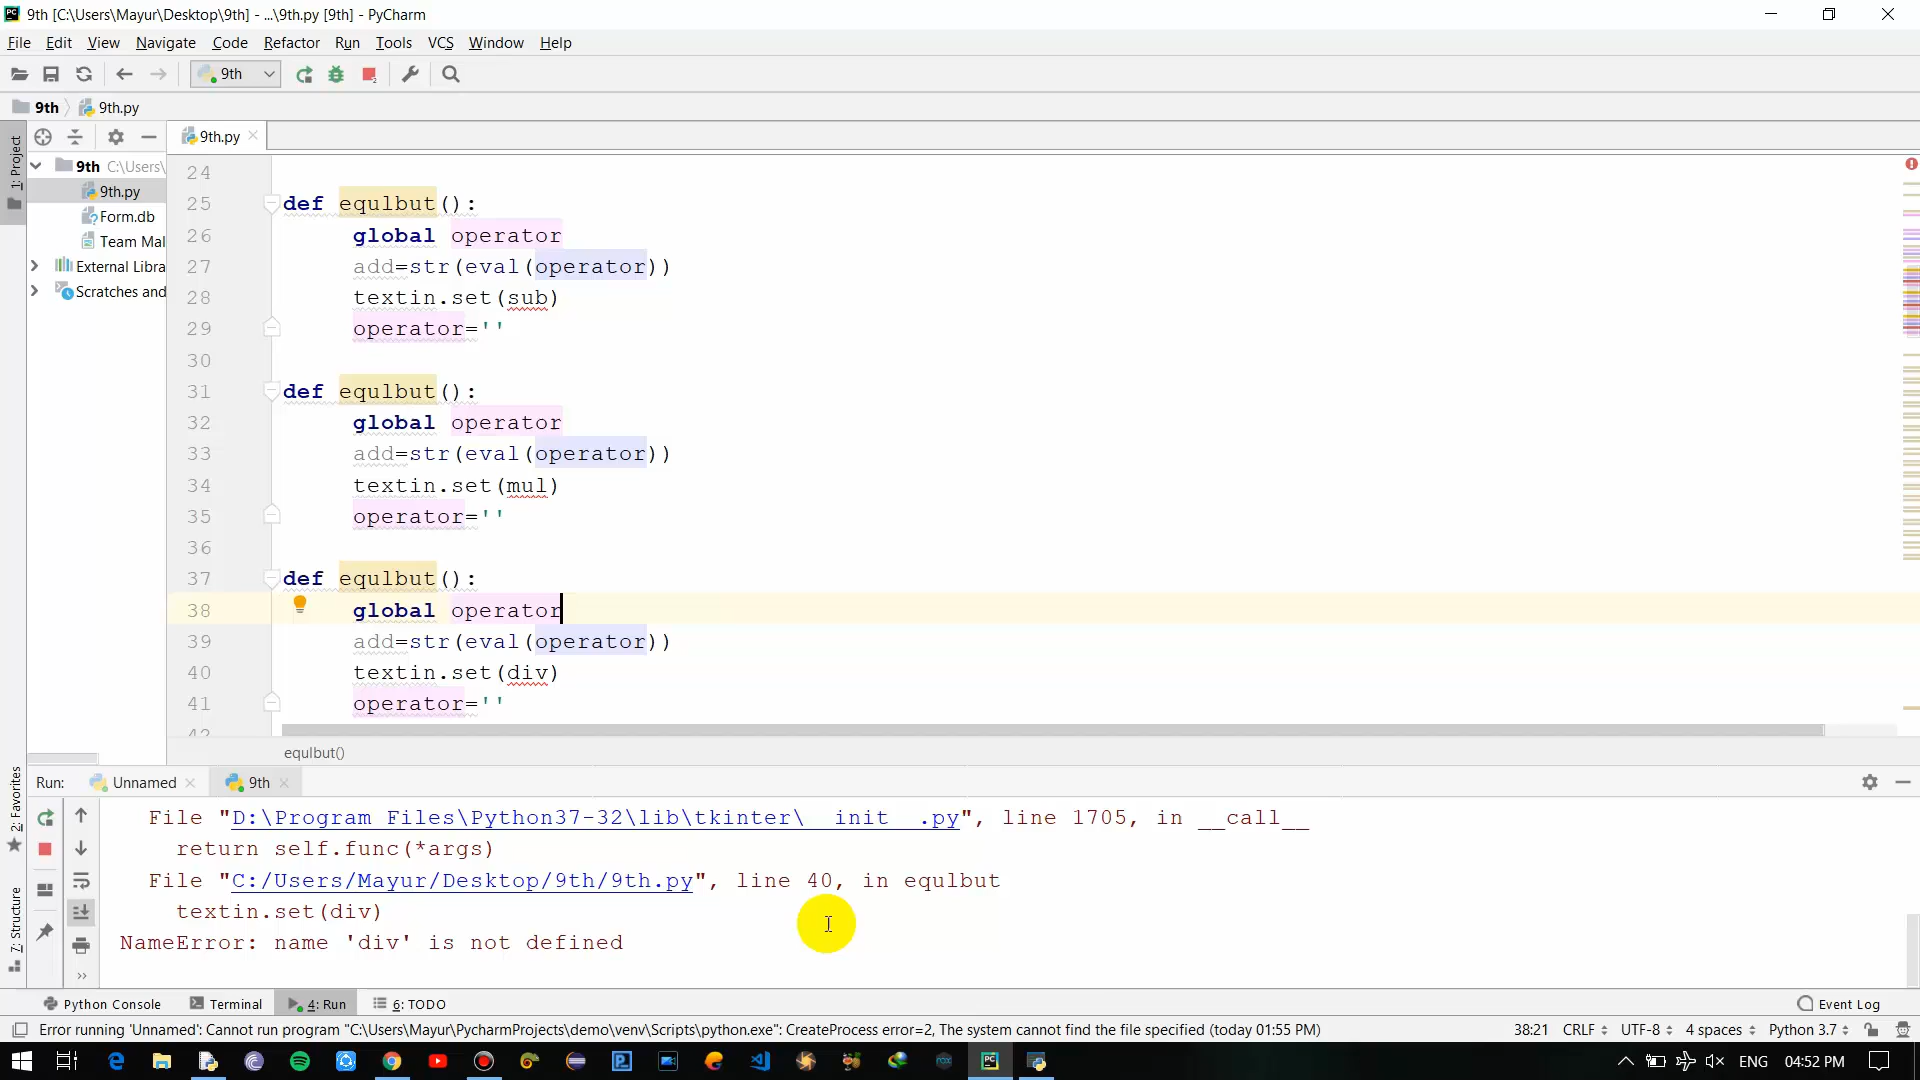 9th [C:\Users\Mayur\Desktop\9th] - ...\9th.py [9th] - PyCharm
File Edit View Navigate Code Refactor Run Tools VCS Window Help
9th
9th 9th.py
1: Project
9th.py
9th C:\Users\
9th.py
Form.db
Team Mal
External Libra
Scratches and
24
25 def equlbut():
26 global operator
27 add=str(eval(operator))
28 textin.set(sub)
29 operator=''
30
31 def equlbut():
32 global operator
33 add=str(eval(operator))
34 textin.set(mul)
35 operator=''
36
37 def equlbut():
38 global operator
39 add=str(eval(operator))
40 textin.set(div)
41 operator=''
42
equlbut()
2: Favorites
7: Structure
Run: Unnamed 9th
File "D:\Program Files\Python37-32\lib\tkinter\__init__.py", line 1705, in __call__
return self.func(*args)
File "C:/Users/Mayur/Desktop/9th/9th.py", line 40, in equlbut
textin.set(div)
NameError: name 'div' is not defined
Python Console Terminal 4: Run 6: TODO Event Log
Error running 'Unnamed': Cannot run program "C:\Users\Mayur\PycharmProjects\demo\venv\Scripts\python.exe": CreateProcess error=2, The system cannot find the file specified (today 01:55 PM) 38:21 CRLF UTF-8 4 spaces Python 3.7
ENG 04:52 PM